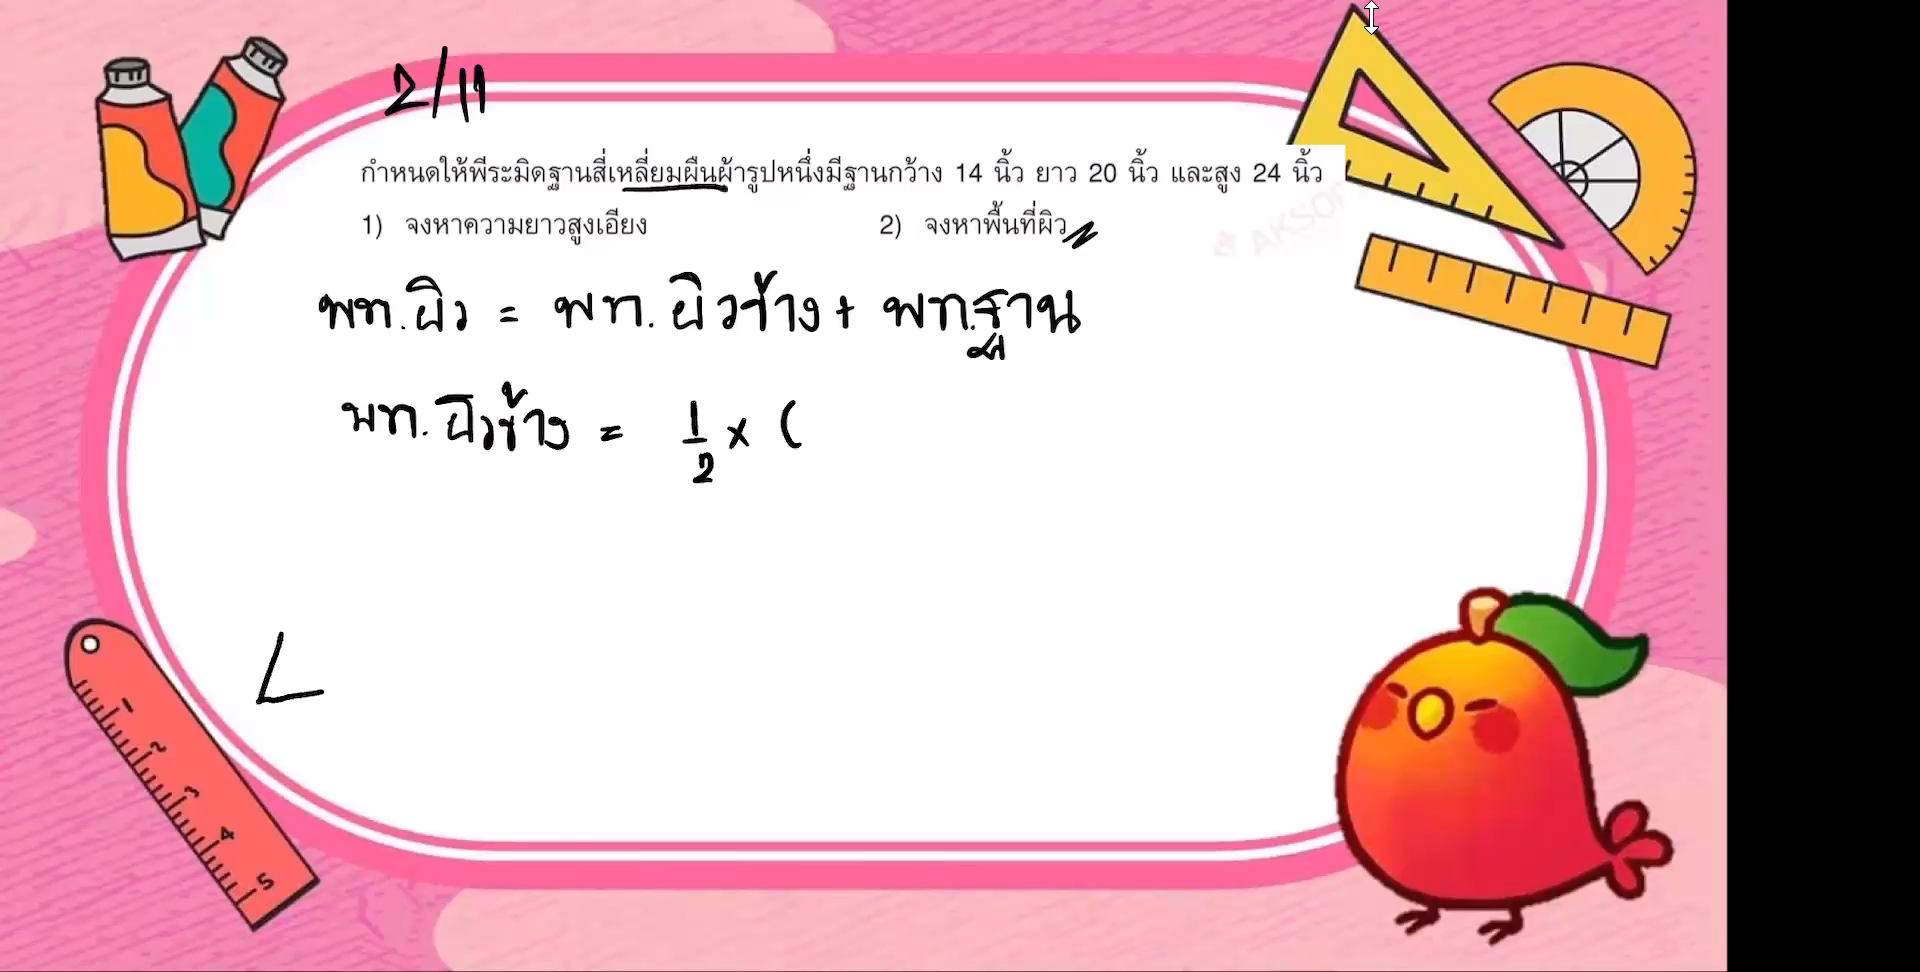 2/11
กำหนดให้พีระมิดฐานสี่เหลี่ยมผืนผ้ารูปหนึ่งมีฐานกว้าง 14 นิ้ว ยาว 20 นิ้ว และสูง 24 นิ้ว
1) จงหาความยาวสูงเอียง 2) จงหาพื้นที่ผิว
AKSOR
พท.ผิว = พท.ผิวข้าง + พท.ฐาน
พท.ผิวข้าง = 1/2 × (
4
5